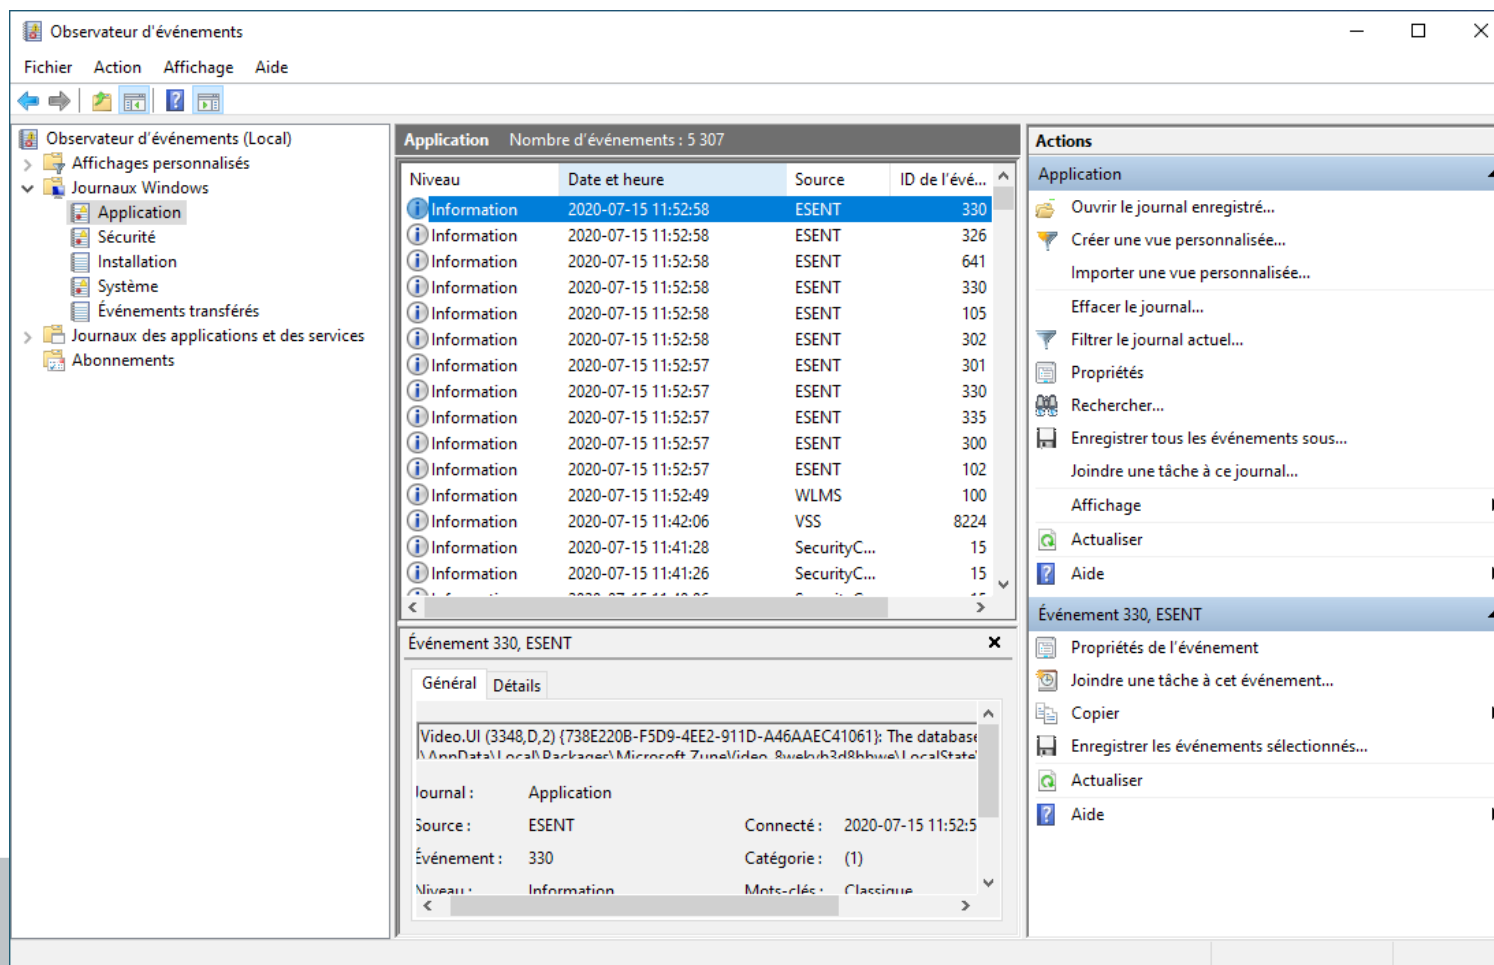 Observateur d'événements
Fichier Action Affichage Aide
Observateur d'événements (Local)
Affichages personnalisés
Journaux Windows
Application
Sécurité
Installation
Système
Événements transférés
Journaux des applications et des services
Abonnements
Application Nombre d'événements : 5 307
Niveau Date et heure Source ID de l'évé...
Information 2020-07-15 11:52:58 ESENT 330
Information 2020-07-15 11:52:58 ESENT 326
Information 2020-07-15 11:52:58 ESENT 641
Information 2020-07-15 11:52:58 ESENT 330
Information 2020-07-15 11:52:58 ESENT 105
Information 2020-07-15 11:52:58 ESENT 302
Information 2020-07-15 11:52:57 ESENT 301
Information 2020-07-15 11:52:57 ESENT 330
Information 2020-07-15 11:52:57 ESENT 335
Information 2020-07-15 11:52:57 ESENT 300
Information 2020-07-15 11:52:57 ESENT 102
Information 2020-07-15 11:52:49 WLMS 100
Information 2020-07-15 11:42:06 VSS 8224
Information 2020-07-15 11:41:28 SecurityC... 15
Information 2020-07-15 11:41:26 SecurityC... 15
Événement 330, ESENT
Général Détails
Video.UI (3348,D,2) {738E220B-F5D9-4EE2-911D-A46AAEC41061}: The database
\AppData\Local\Packages\Microsoft.ZuneVideo_8wekyb3d8bbwe\LocalState\
Journal : Application
Source : ESENT Connecté : 2020-07-15 11:52:5
Événement : 330 Catégorie : (1)
Niveau : Information Mots-clés : Classique
Actions
Application
Ouvrir le journal enregistré...
Créer une vue personnalisée...
Importer une vue personnalisée...
Effacer le journal...
Filtrer le journal actuel...
Propriétés
Rechercher...
Enregistrer tous les événements sous...
Joindre une tâche à ce journal...
Affichage
Actualiser
Aide
Événement 330, ESENT
Propriétés de l'événement
Joindre une tâche à cet événement...
Copier
Enregistrer les événements sélectionnés...
Actualiser
Aide